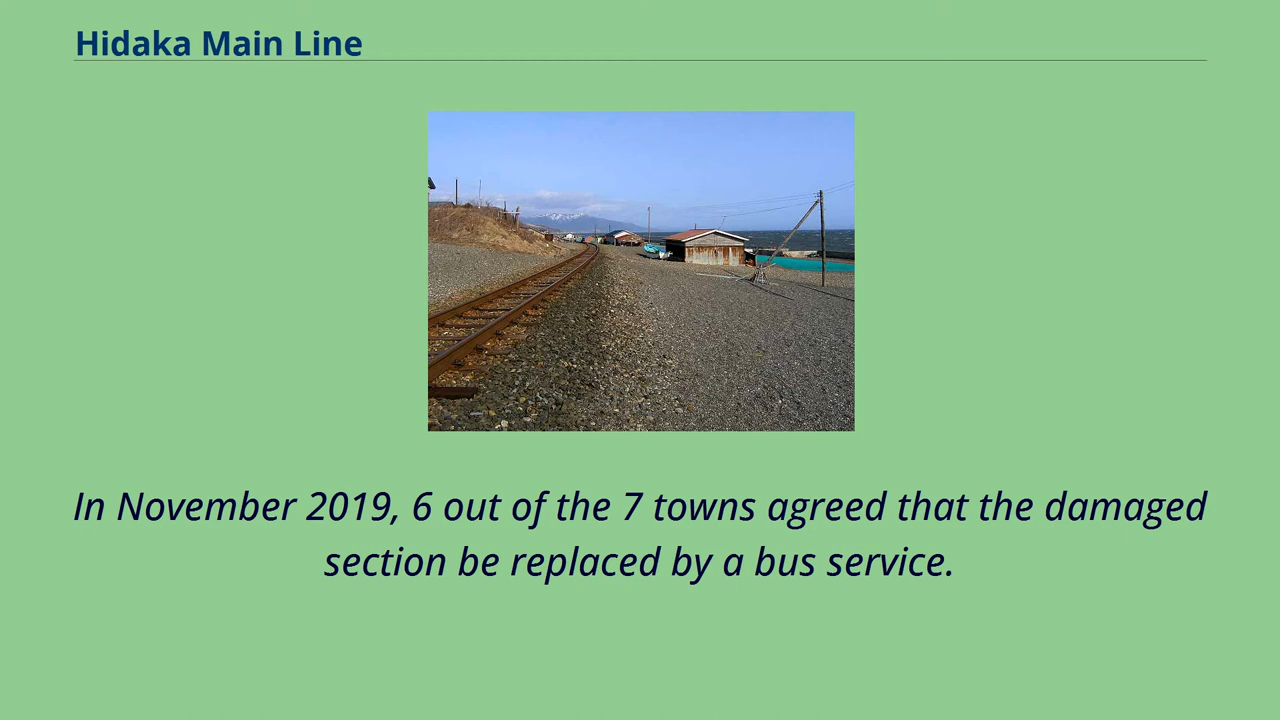 Hidaka Main Line
In November 2019, 6 out of the 7 towns agreed that the damaged
section be replaced by a bus service.